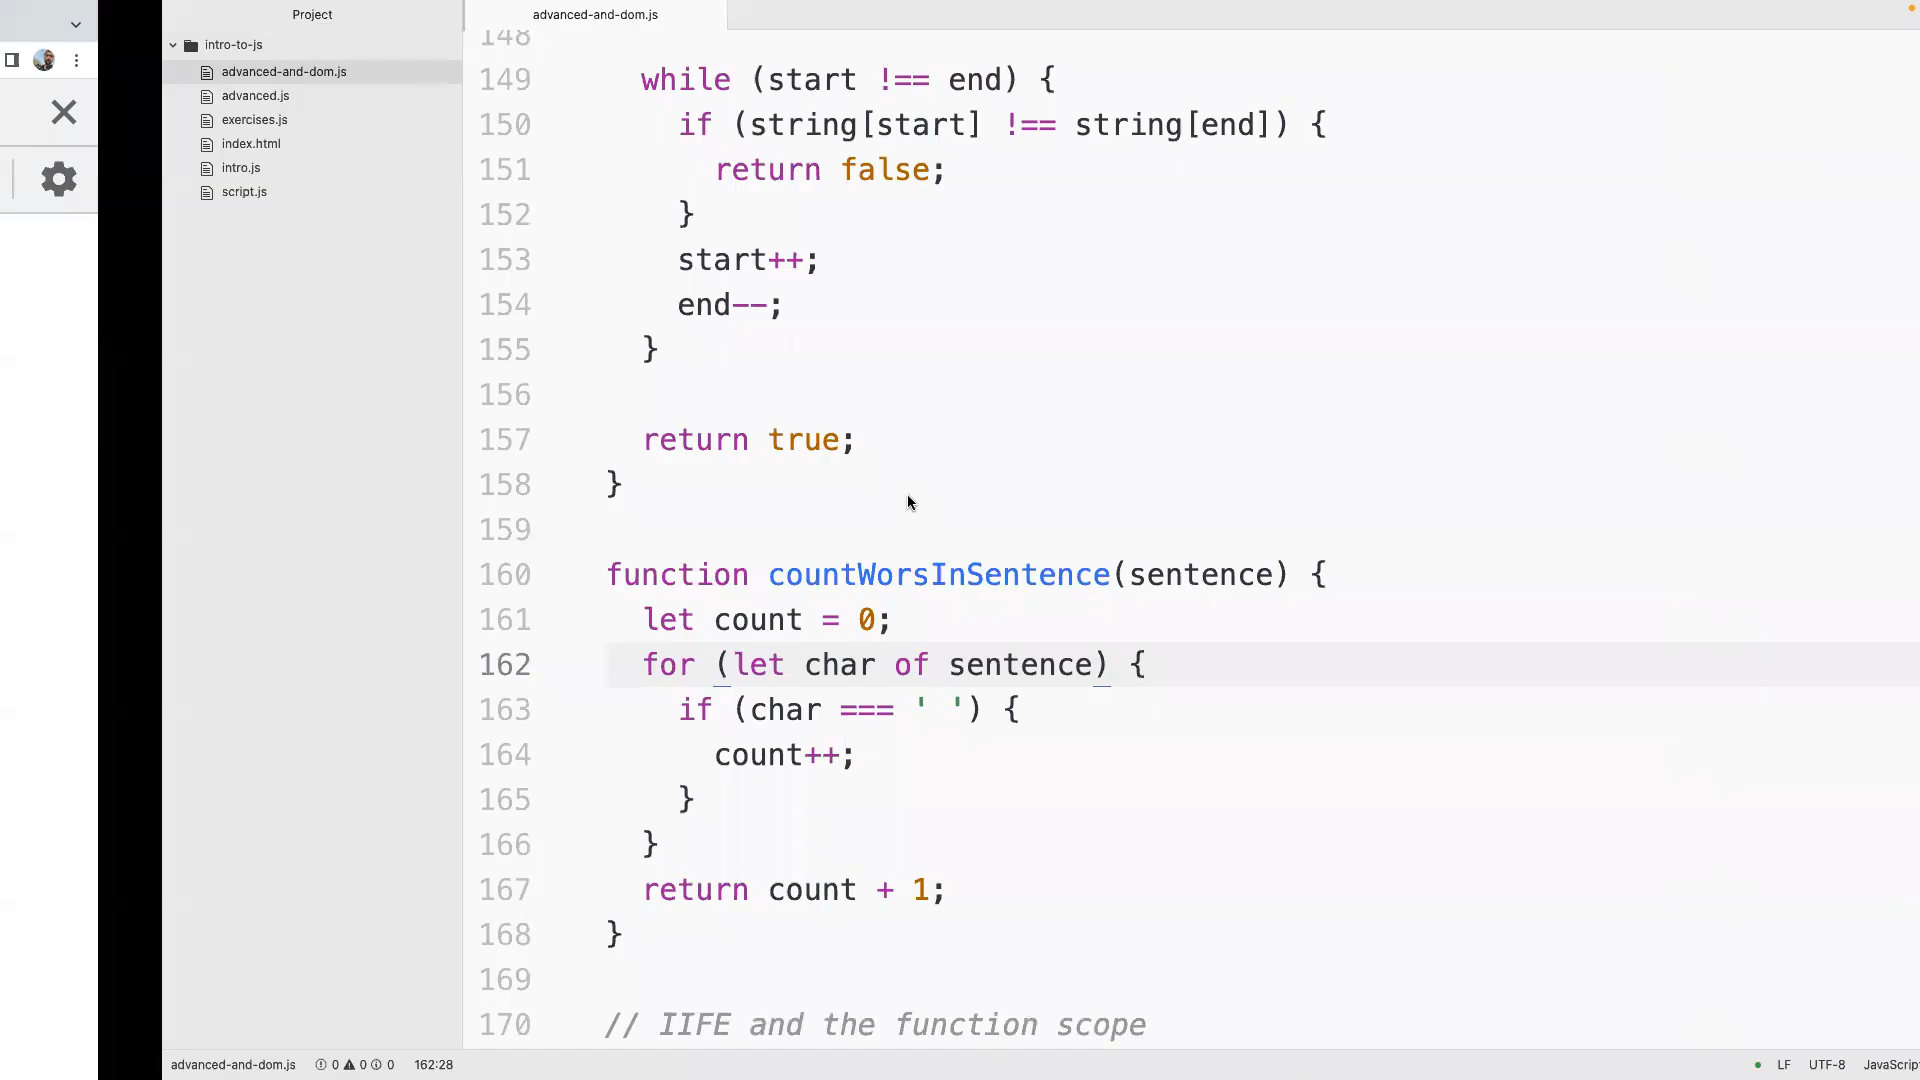 Project
intro-to-js
advanced-and-dom.js
advanced.js
exercises.js
index.html
intro.js
script.js
advanced-and-dom.js
148
149 while (start !== end) {
150 if (string[start] !== string[end]) {
151 return false;
152 }
153 start++;
154 end--;
155 }
156
157 return true;
158 }
159
160 function countWorsInSentence(sentence) {
161 let count = 0;
162 for (let char of sentence) {
163 if (char === ' ') {
164 count++;
165 }
166 }
167 return count + 1;
168 }
169
170 // IIFE and the function scope
advanced-and-dom.js 0 0 0 162:28 LF UTF-8 JavaScrip